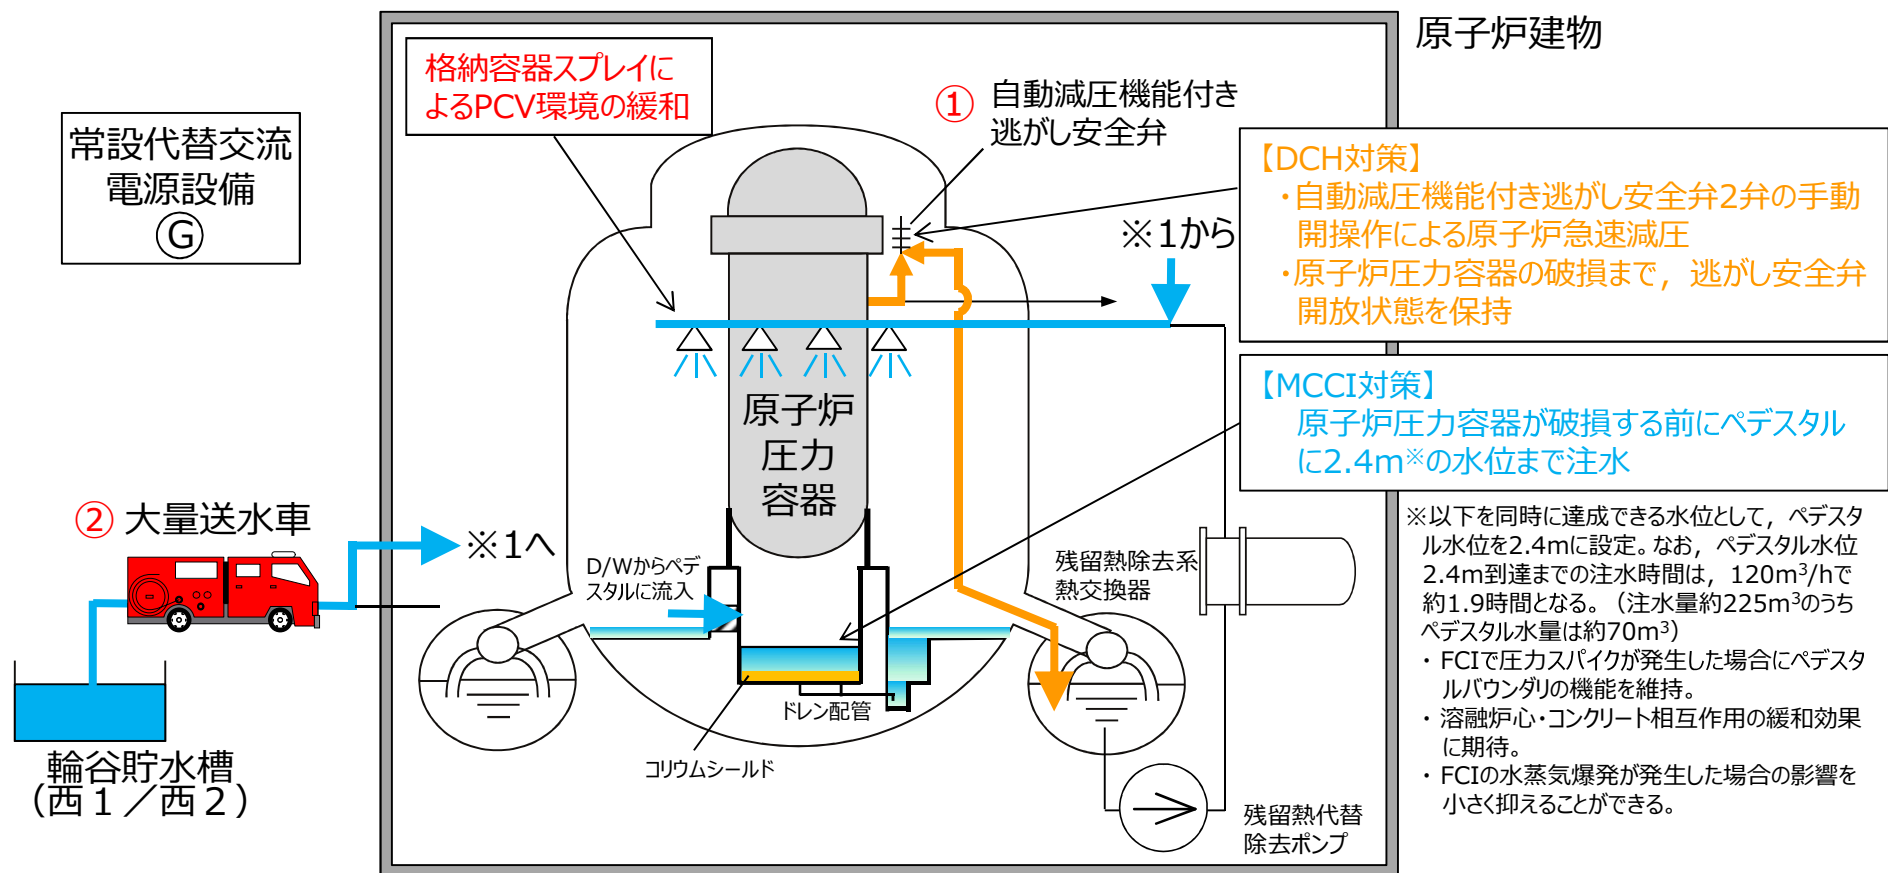 原子炉建物
格納容器スプレイに
よるPCV環境の緩和
① 自動減圧機能付き
逃がし安全弁
常設代替交流
電源設備
G
【DCH対策】
・自動減圧機能付き逃がし安全弁2弁の手動
開操作による原子炉急速減圧
・原子炉圧力容器の破損まで，逃がし安全弁
開放状態を保持
※1から
【MCCI対策】
原子炉圧力容器が破損する前にペデスタル
に2.4m※の水位まで注水
原子炉
圧力
容器
② 大量送水車
※1へ
D/Wからペデ
スタルに流入
残留熱除去系
熱交換器
※以下を同時に達成できる水位として，ペデスタ
ル水位を2.4mに設定。なお，ペデスタル水位
2.4m到達までの注水時間は，120m³/hで
約1.9時間となる。（注水量約225m³のうち
ペデスタル水量は約70m³）
・ FCIで圧力スパイクが発生した場合にペデスタ
ルバウンダリの機能を維持。
・ 溶融炉心・コンクリート相互作用の緩和効果
に期待。
・ FCIの水蒸気爆発が発生した場合の影響を
小さく抑えることができる。
ドレン配管
コリウムシールド
輪谷貯水槽
（西１／西２）
残留熱代替
除去ポンプ